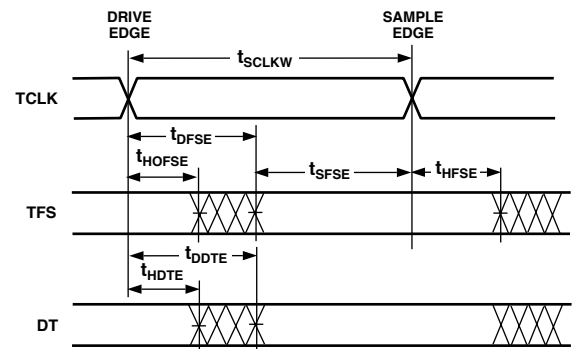 DRIVE EDGE
SAMPLE EDGE
tSCLKW
TCLK
tDFSE
tHOFSE
tSFSE
tHFSE
TFS
tDDTE
tHDTE
DT